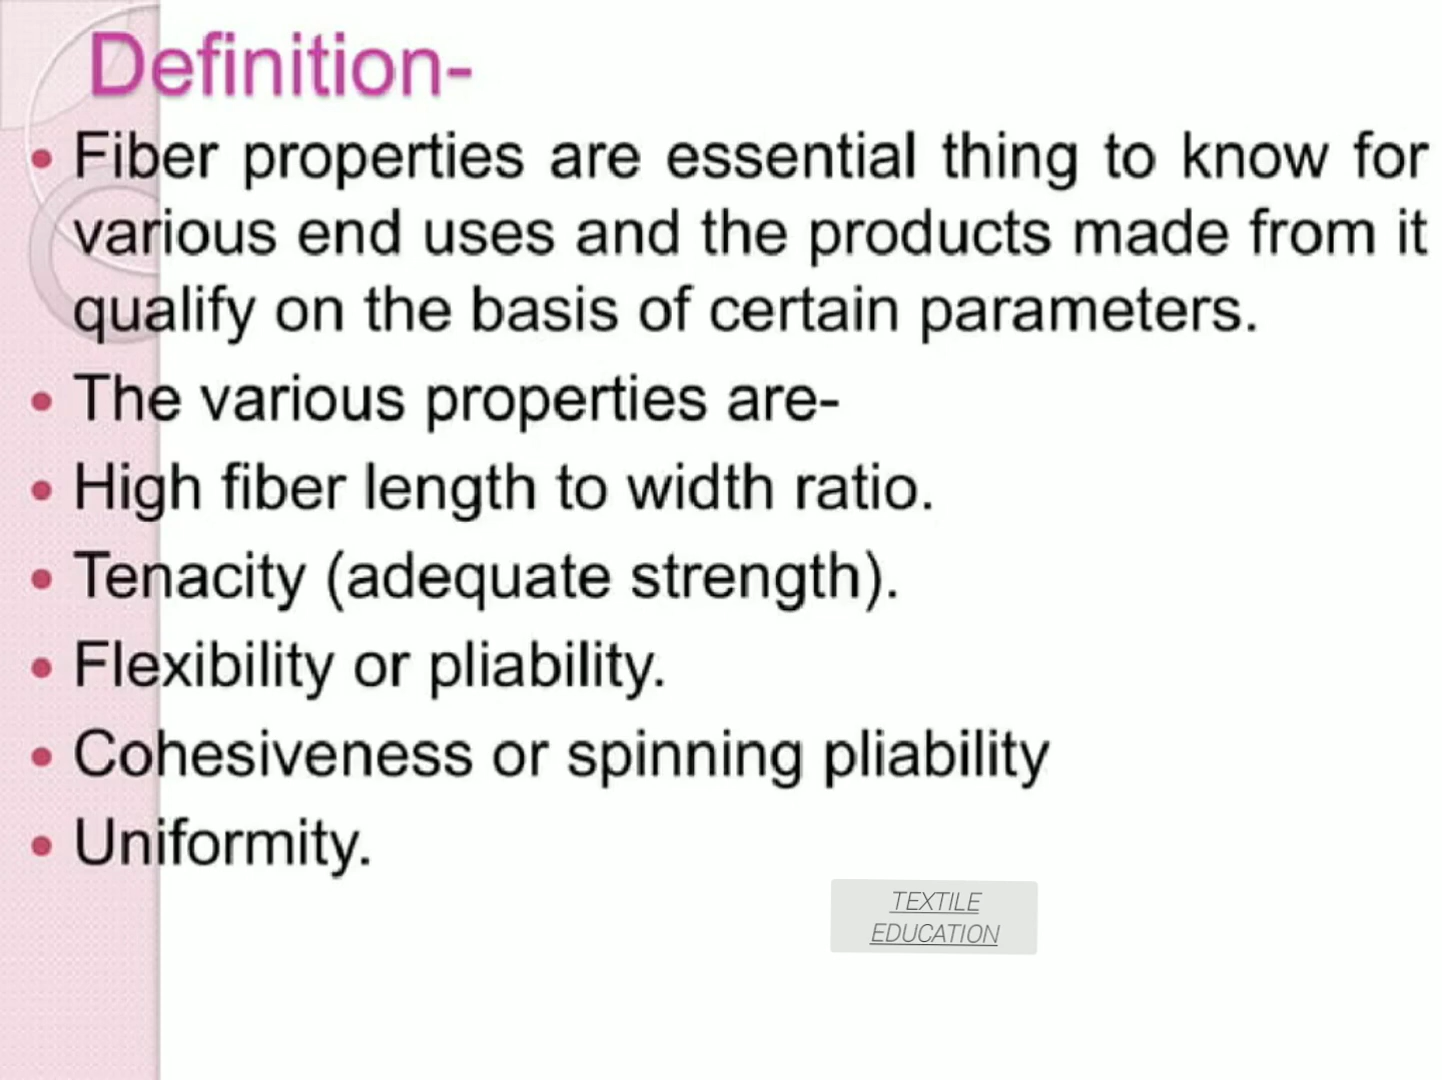 Definition-
• Fiber properties are essential thing to know for
various end uses and the products made from it
qualify on the basis of certain parameters.
• The various properties are-
• High fiber length to width ratio.
• Tenacity (adequate strength).
• Flexibility or pliability.
• Cohesiveness or spinning pliability
• Uniformity.
TEXTILE
EDUCATION